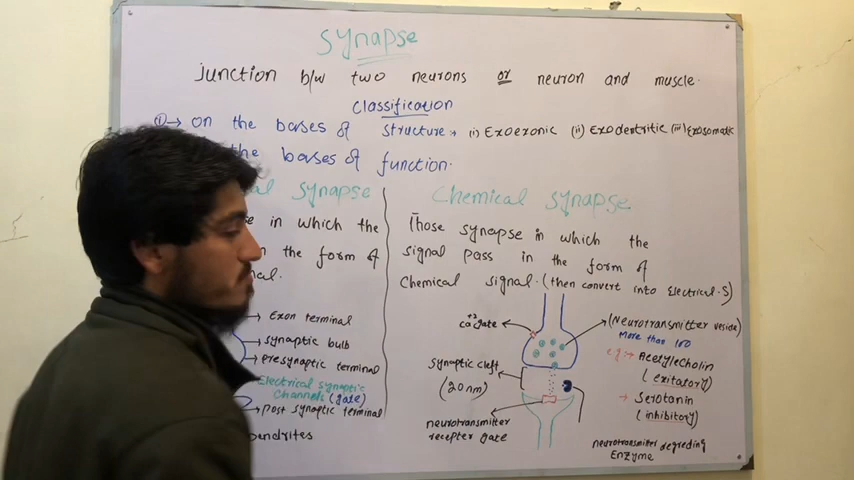 Synapse
Junction b/w two neurons or neuron and muscle.
Classification
①→ on the bases of structure :→ (i) Exoexonic (ii) Exodentritic (iii) Exosomatic
the bases of function.
al synapse
in which the
the form of
Exon terminal
synaptic bulb
presynaptic terminal
Electrical synaptic
Channels (gate)
post synaptic terminal
dendrites
Chemical synapse
Those synapse in which the
signal pass in the form of
Chemical signal. (then convert into Electrical.S)
ca+2 gate
(Neurotransmitter vesicle)
More than 100
e.g:→ Acetylecholin
(exitatory)
→ Serotanin
(inhibitory)
synaptic cleft
(20nm)
neurotransmitter
recepter gate
neurotransmitter degreding
Enzyme